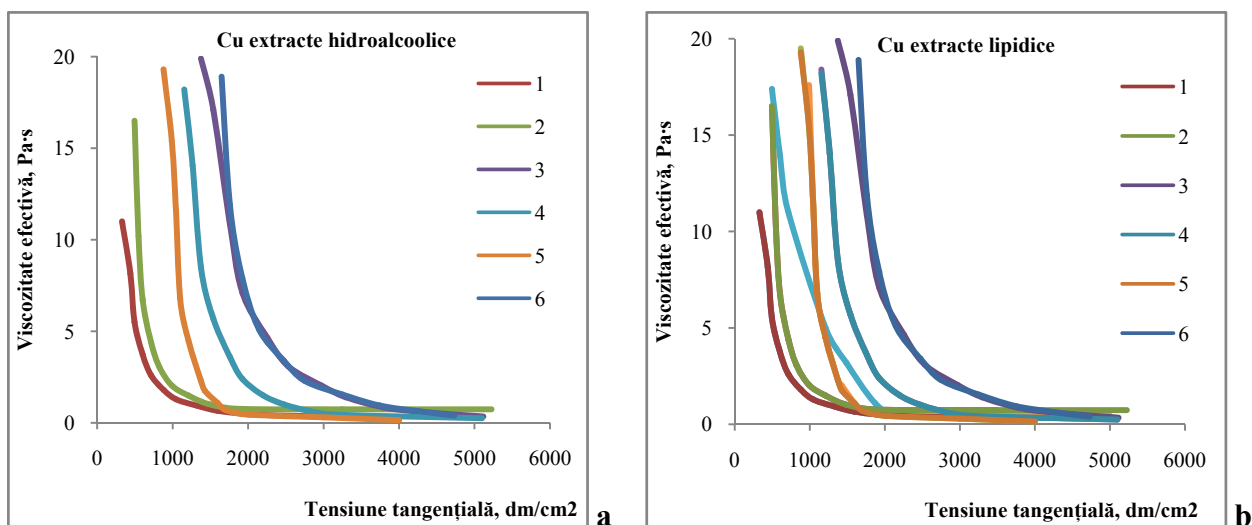 Cu extracte hidroalcoolice
Viscozitate efectivă, Pa·s
20
15
10
5
0
0 1000 2000 3000 4000 5000 6000
Tensiune tangențială, dm/cm2
1
2
3
4
5
6
a
Cu extracte lipidice
Viscozitate efectivă, Pa·s
20
15
10
5
0
0 1000 2000 3000 4000 5000 6000
Tensiune tangențială, dm/cm2
1
2
3
4
5
6
b